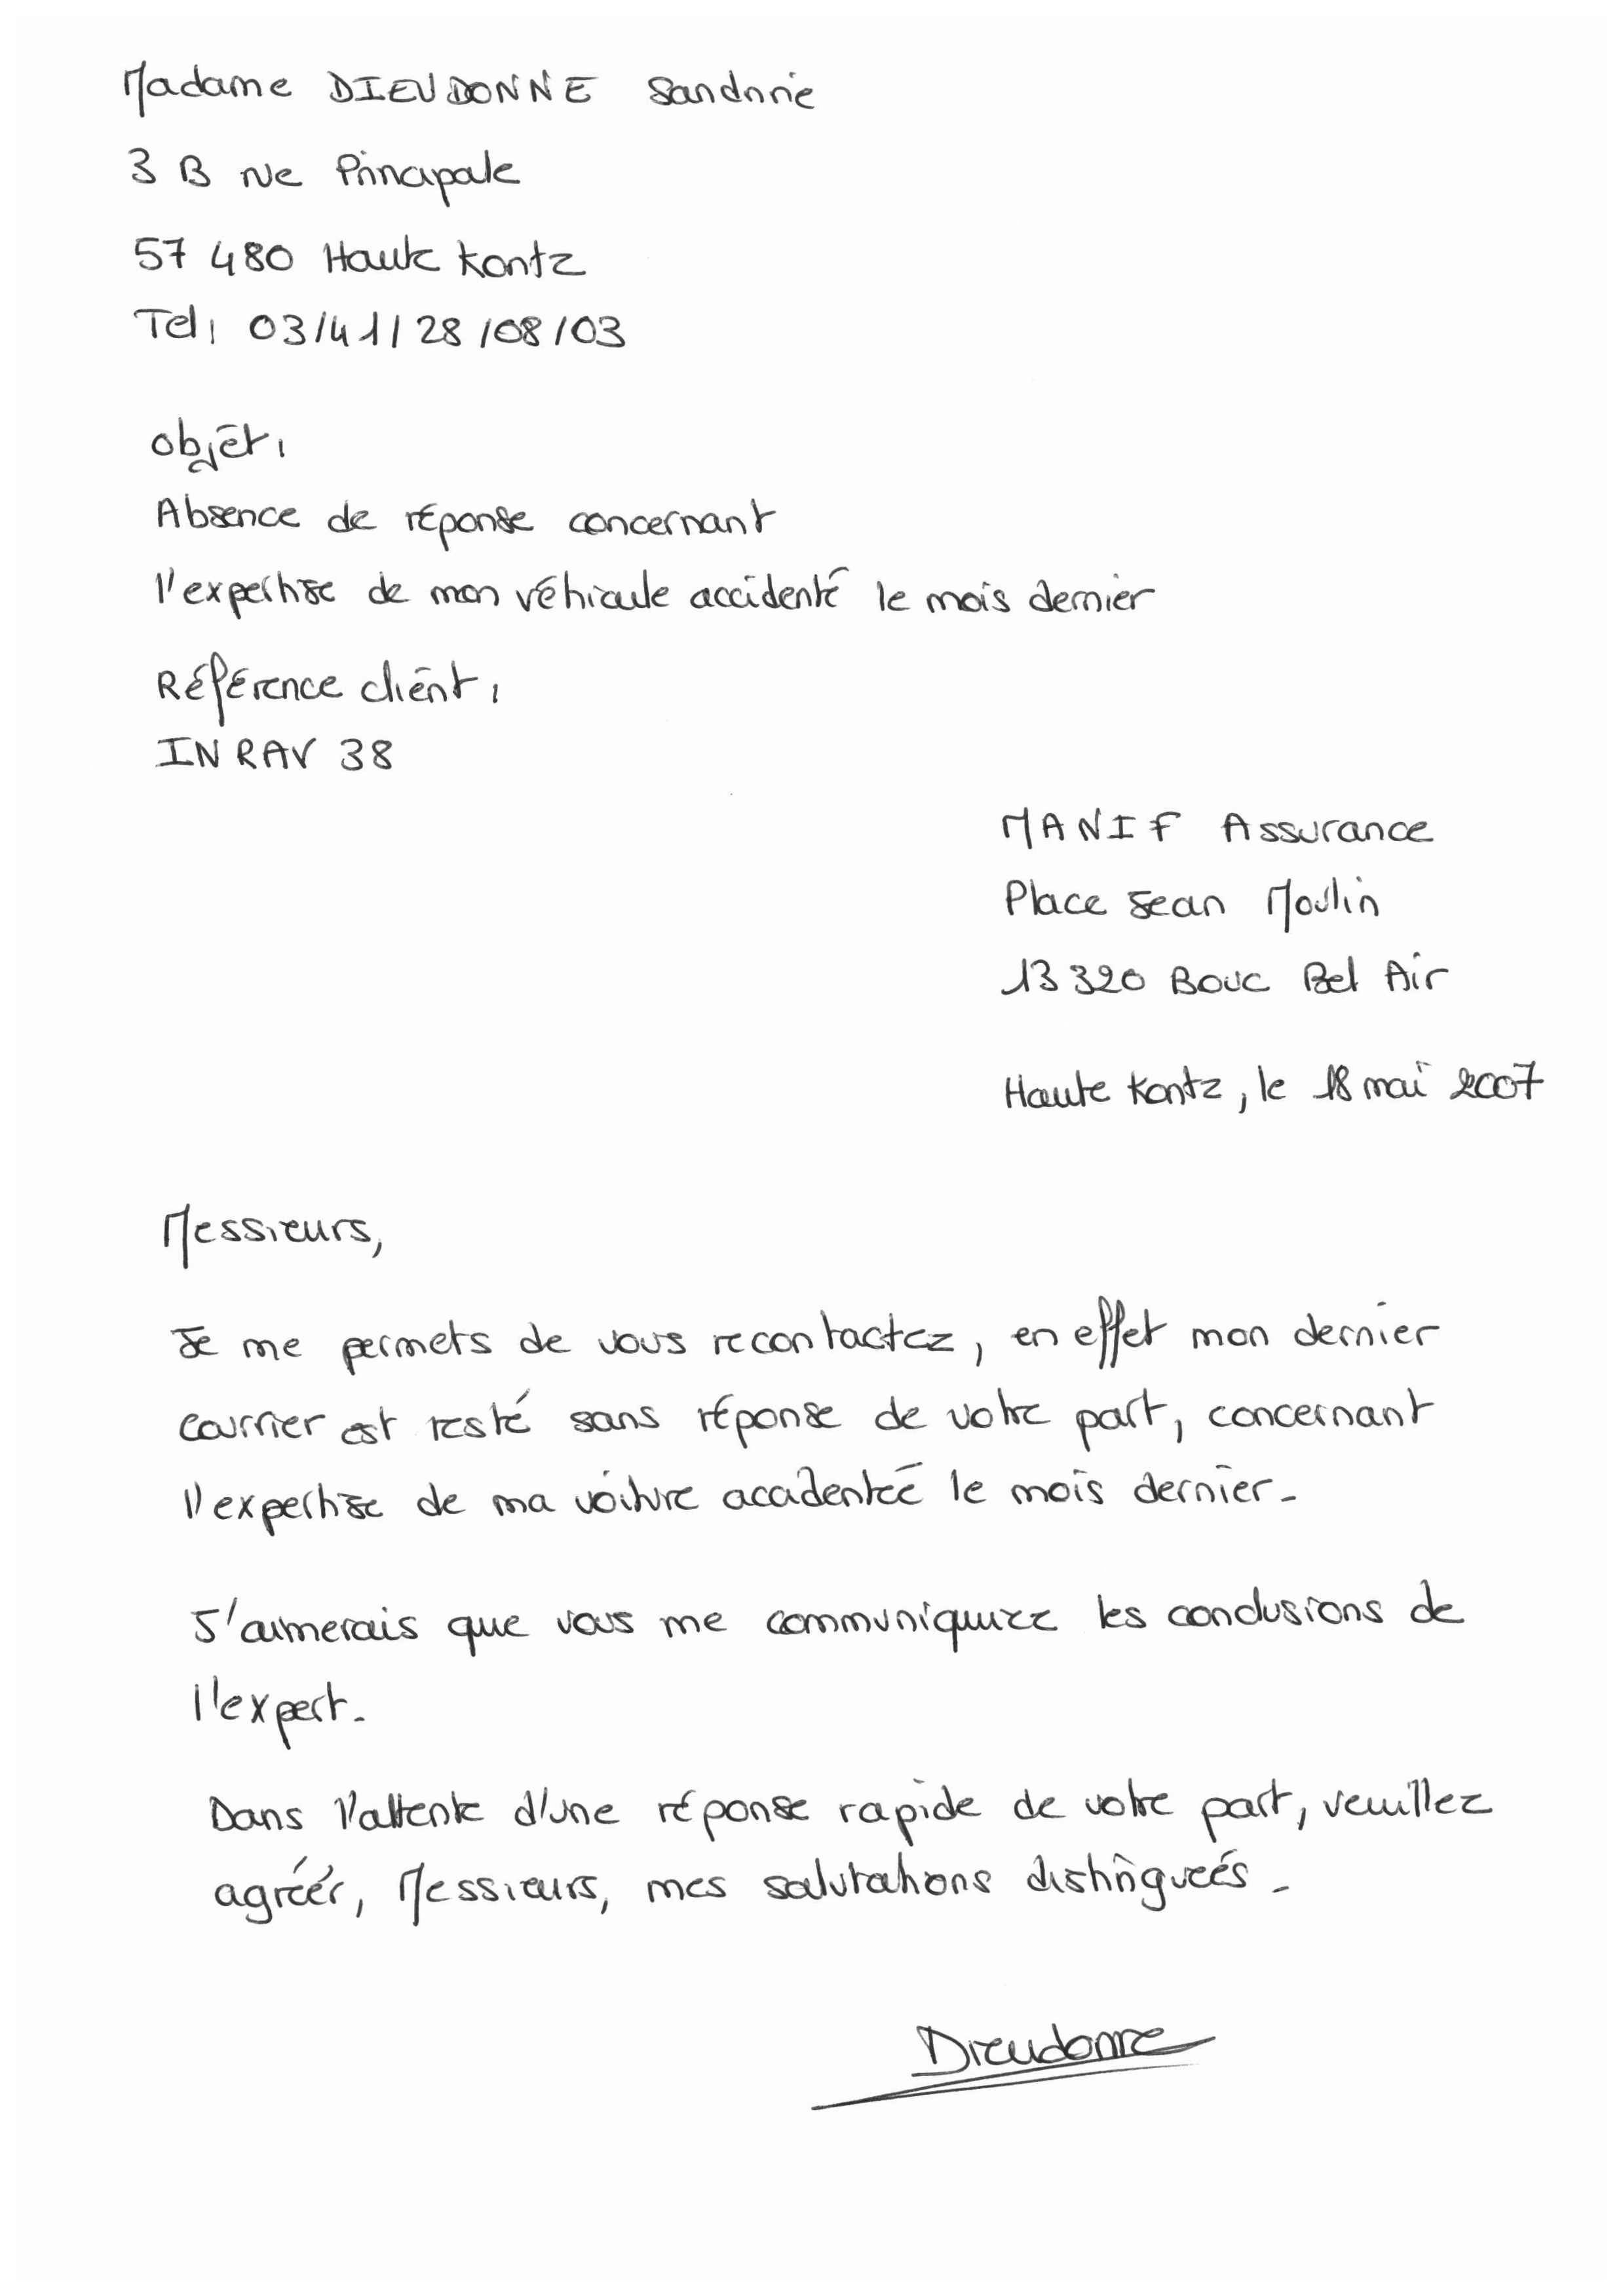 Madame DIEUDONNE Sandrine
3 B rue Principale
57 480 Haute Kontz
Tel : 03/41/28/08/03
objet :
Absence de réponse concernant
l'expertise de mon véhicule accidenté le mois dernier
Référence client :
INRAV 38
MANIF Assurance
Place Jean Moulin
13 320 Bouc Bel Air
Haute Kontz, le 18 mai 2007
Messieurs,
Je me permets de vous recontactez, en effet mon dernier
courrier est resté sans réponse de votre part, concernant
l'expertise de ma voiture accidentée le mois dernier.
J'aimerais que vous me communiquiez les conclusions de
l'expert.
Dans l'attente d'une réponse rapide de votre part, veuillez
agréér, Messieurs, mes salutations distinguées.
Dieudonne